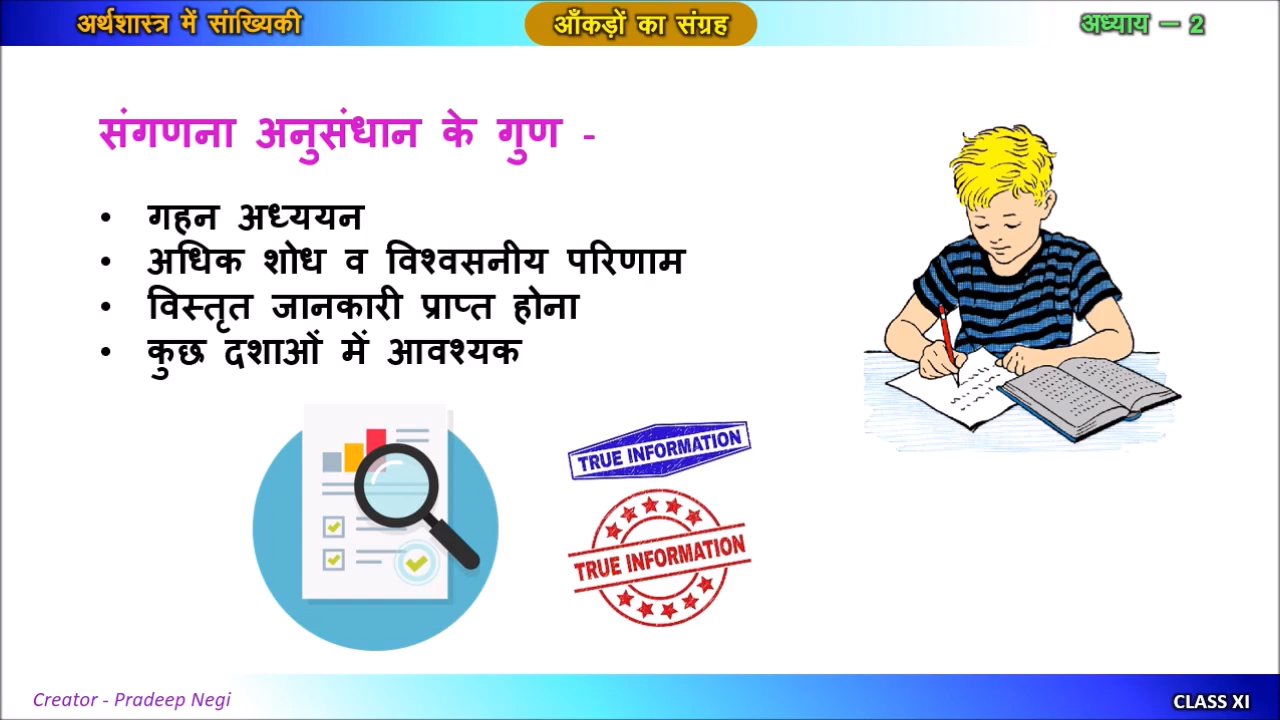 अर्थशास्त्र में सांख्यिकी
आँकड़ों का संग्रह
अध्याय – 2
संगणना अनुसंधान के गुण -
• गहन अध्ययन
• अधिक शोध व विश्वसनीय परिणाम
• विस्तृत जानकारी प्राप्त होना
• कुछ दशाओं में आवश्यक
TRUE INFORMATION
TRUE INFORMATION
Creator - Pradeep Negi
CLASS XI